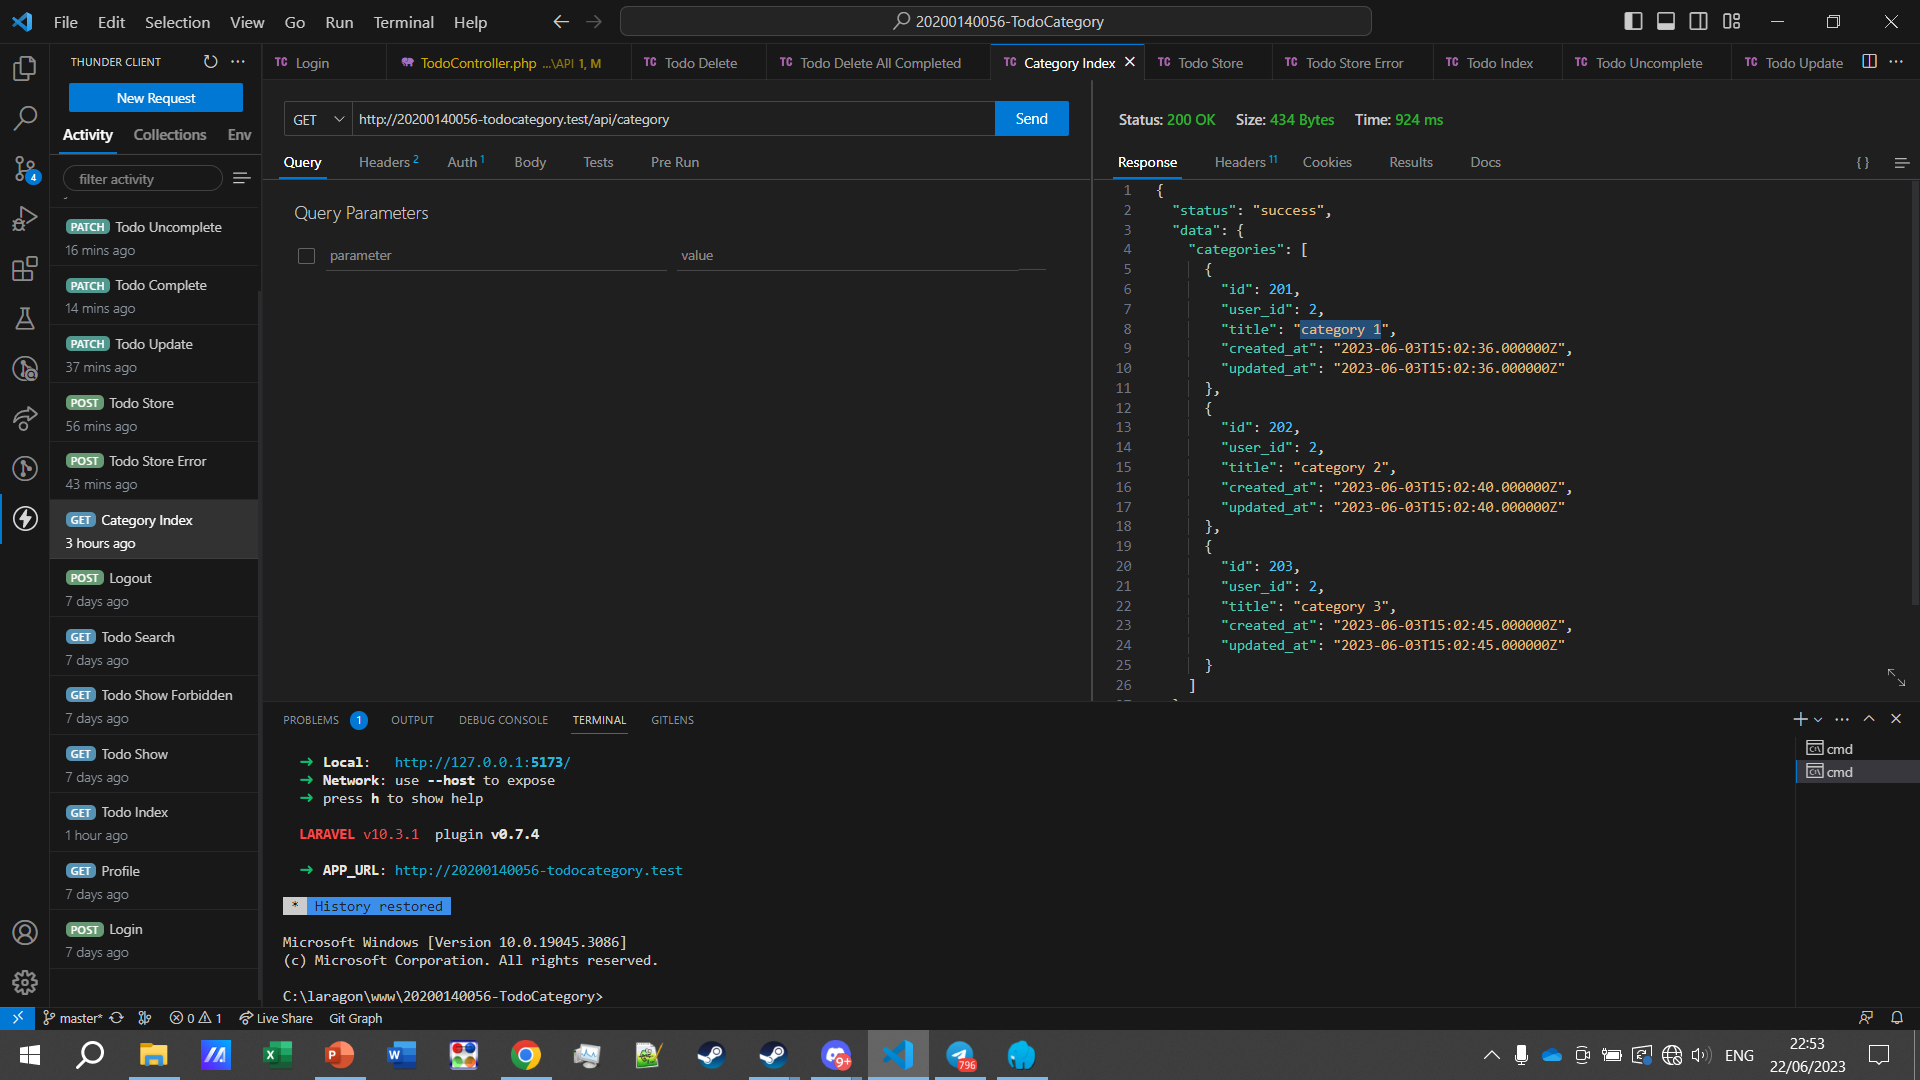 File Edit Selection View Go Run Terminal Help
20200140056-TodoCategory
THUNDER CLIENT
New Request
Activity Collections Env
filter activity
PATCH Todo Uncomplete
16 mins ago
PATCH Todo Complete
14 mins ago
PATCH Todo Update
37 mins ago
POST Todo Store
56 mins ago
POST Todo Store Error
43 mins ago
GET Category Index
3 hours ago
POST Logout
7 days ago
GET Todo Search
7 days ago
GET Todo Show Forbidden
7 days ago
GET Todo Show
7 days ago
GET Todo Index
1 hour ago
GET Profile
7 days ago
POST Login
7 days ago
4
TC Login
TodoController.php ...\API 1, M
TC Todo Delete
TC Todo Delete All Completed
TC Category Index
TC Todo Store
TC Todo Store Error
TC Todo Index
TC Todo Uncomplete
TC Todo Update
GET http://20200140056-todocategory.test/api/category Send
Query Headers 2 Auth 1 Body Tests Pre Run
Query Parameters
parameter value
Status: 200 OK Size: 434 Bytes Time: 924 ms
Response Headers 11 Cookies Results Docs { }
1 {
2 "status": "success",
3 "data": {
4 "categories": [
5 {
6 "id": 201,
7 "user_id": 2,
8 "title": "category 1",
9 "created_at": "2023-06-03T15:02:36.000000Z",
10 "updated_at": "2023-06-03T15:02:36.000000Z"
11 },
12 {
13 "id": 202,
14 "user_id": 2,
15 "title": "category 2",
16 "created_at": "2023-06-03T15:02:40.000000Z",
17 "updated_at": "2023-06-03T15:02:40.000000Z"
18 },
19 {
20 "id": 203,
21 "user_id": 2,
22 "title": "category 3",
23 "created_at": "2023-06-03T15:02:45.000000Z",
24 "updated_at": "2023-06-03T15:02:45.000000Z"
25 }
26 ]
PROBLEMS 1 OUTPUT DEBUG CONSOLE TERMINAL GITLENS
➜ Local: http://127.0.0.1:5173/
➜ Network: use --host to expose
➜ press h to show help
LARAVEL v10.3.1 plugin v0.7.4
➜ APP_URL: http://20200140056-todocategory.test
* History restored
Microsoft Windows [Version 10.0.19045.3086]
(c) Microsoft Corporation. All rights reserved.
C:\laragon\www\20200140056-TodoCategory>
cmd
cmd
master* 0 1 Live Share Git Graph
9+
796
ENG
22:53
22/06/2023